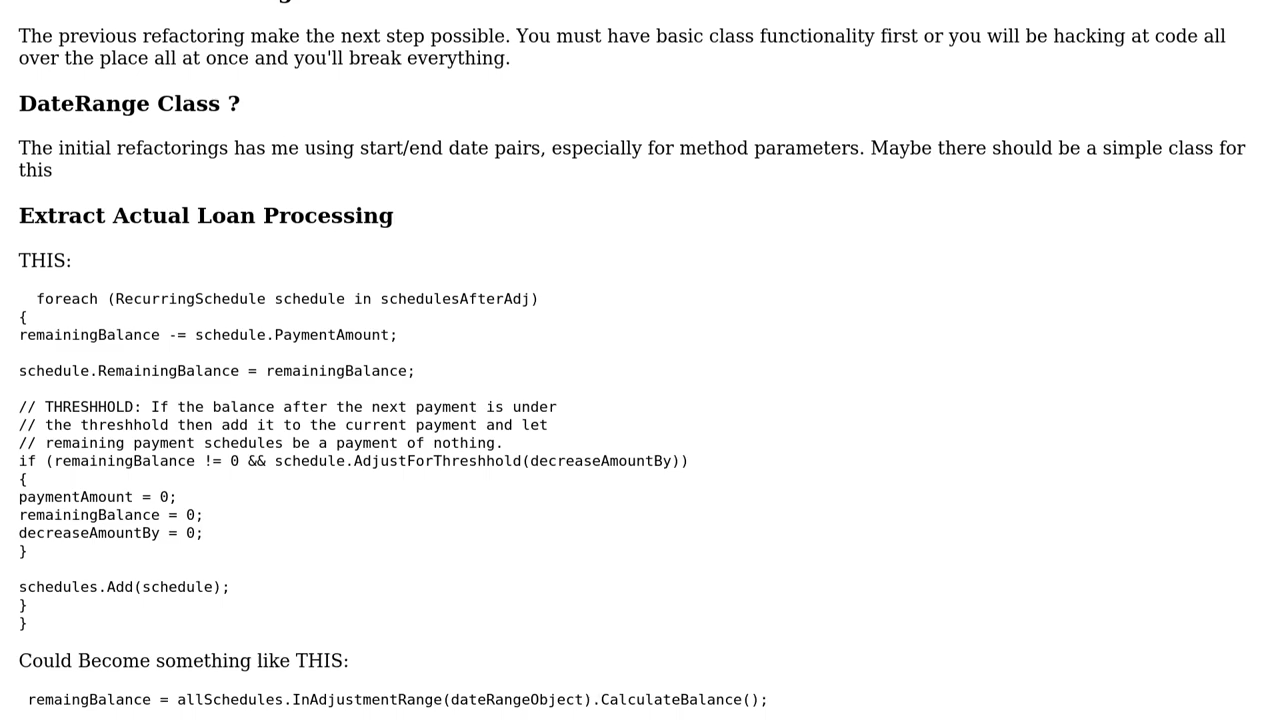 The previous refactoring make the next step possible. You must have basic class functionality first or you will be hacking at code all
over the place all at once and you'll break everything.
DateRange Class ?
The initial refactorings has me using start/end date pairs, especially for method parameters. Maybe there should be a simple class for
this
Extract Actual Loan Processing
THIS:
foreach (RecurringSchedule schedule in schedulesAfterAdj)
{
remainingBalance -= schedule.PaymentAmount;
schedule.RemainingBalance = remainingBalance;
// THRESHHOLD: If the balance after the next payment is under
// the threshhold then add it to the current payment and let
// remaining payment schedules be a payment of nothing.
if (remainingBalance != 0 && schedule.AdjustForThreshhold(decreaseAmountBy))
{
paymentAmount = 0;
remainingBalance = 0;
decreaseAmountBy = 0;
}
schedules.Add(schedule);
}
}
Could Become something like THIS:
remaingBalance = allSchedules.InAdjustmentRange(dateRangeObject).CalculateBalance();